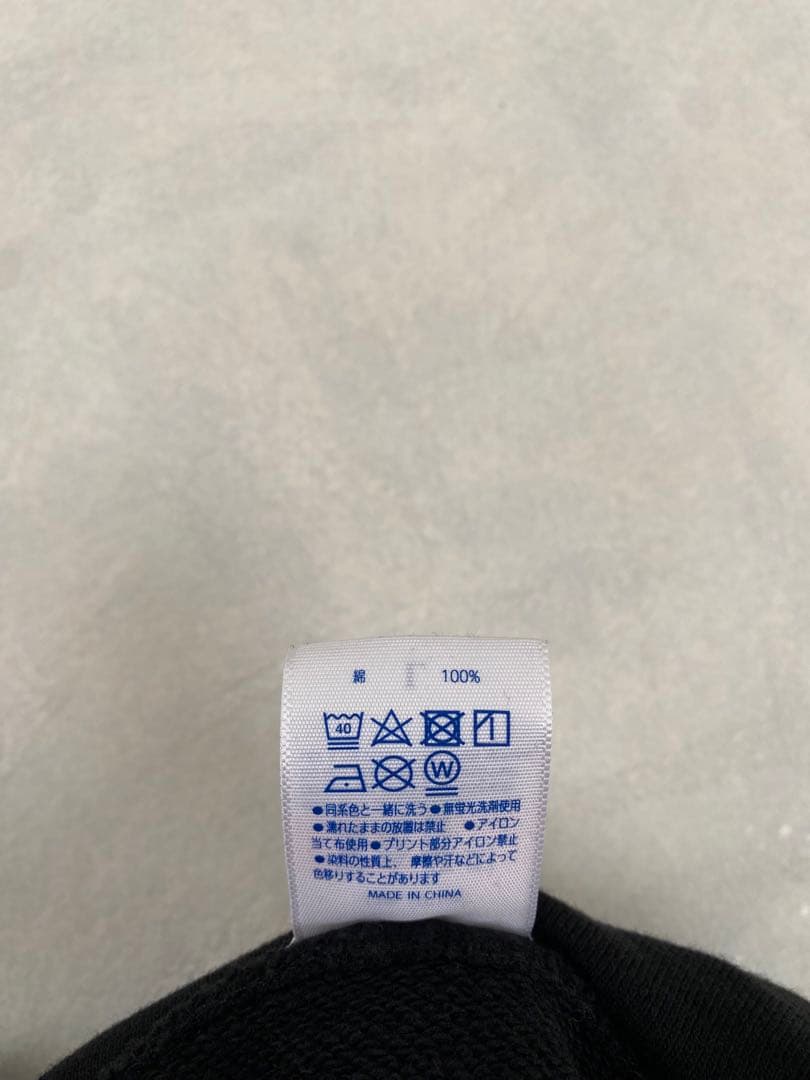 綿 100%
40
W
●同系色と一緒に洗う●無蛍光洗剤使用
●濡れたままの放置は禁止 ●アイロン
当て布使用●プリント部分アイロン禁止
●染料の性質上、摩擦や汗などによって
色移りすることがあります
MADE IN CHINA